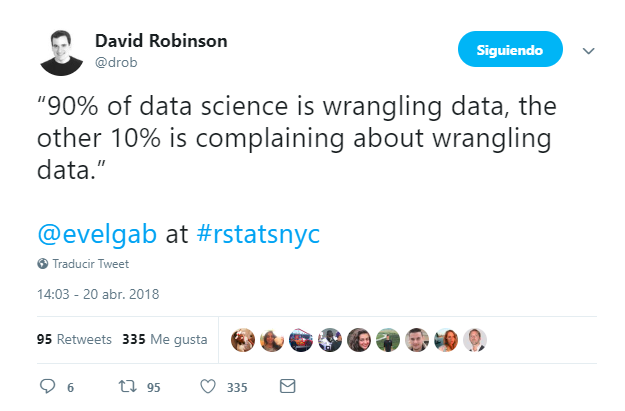 David Robinson
@drob
Siguiendo
“90% of data science is wrangling data, the
other 10% is complaining about wrangling
data.”
@evelgab at #rstatsnyc
Traducir Tweet
14:03 - 20 abr. 2018
95 Retweets 335 Me gusta
6 95 335